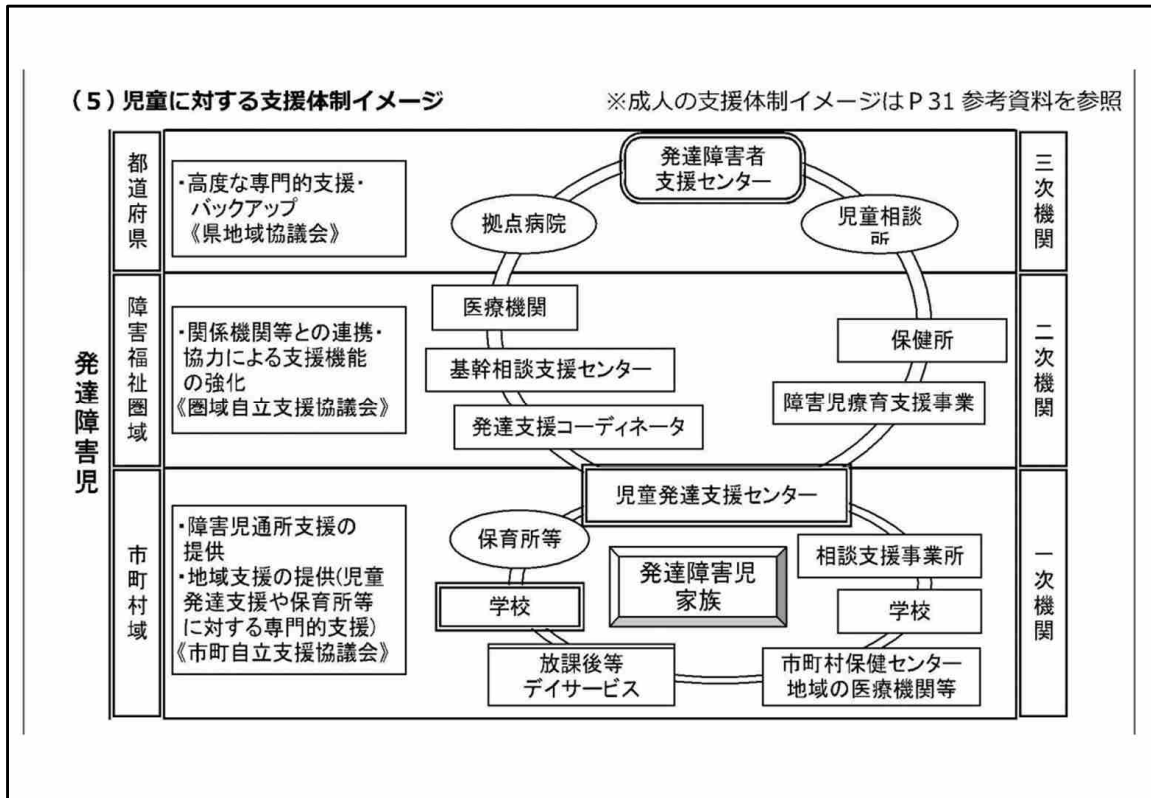 （５）児童に対する支援体制イメージ
※成人の支援体制イメージはＰ31 参考資料を参照
発達障害児
都道府県
・高度な専門的支援・
バックアップ
《県地域協議会》
発達障害者
支援センター
拠点病院
児童相談
所
三次機関
障害福祉圏域
・関係機関等との連携・
協力による支援機能
の強化
《圏域自立支援協議会》
医療機関
基幹相談支援センター
発達支援コーディネータ
保健所
障害児療育支援事業
二次機関
市町村域
・障害児通所支援の
提供
・地域支援の提供(児童
発達支援や保育所等
に対する専門的支援)
《市町自立支援協議会》
児童発達支援センター
保育所等
学校
放課後等
デイサービス
発達障害児
家族
相談支援事業所
学校
市町村保健センター
地域の医療機関等
一次機関